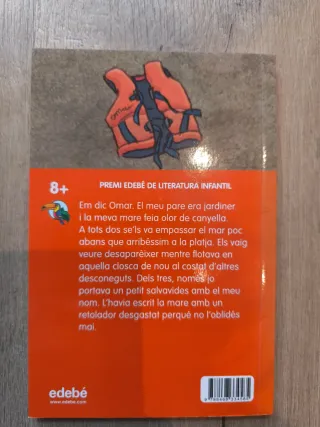 OMAR
8+
PREMI EDEBÉ DE LITERATURA INFANTIL
Em dic Omar. El meu pare era jardiner
i la meva mare feia olor de canyella.
A tots dos se'ls va empassar el mar poc
abans que arribéssim a la platja. Els vaig
veure desaparèixer mentre flotava en
aquella closca de nou al costat d'altres
desconeguts. Dels tres, només jo
portava un petit salvavides amb el meu
nom. L'havia escrit la mare amb un
retolador desgastat perquè no l'oblidés
mai.
edebé
www.edebe.com